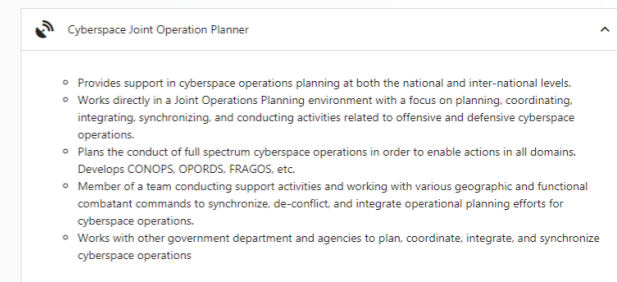 Cyberspace Joint Operation Planner
Provides support in cyberspace operations planning at both the national and inter-national levels.
Works directly in a Joint Operations Planning environment with a focus on planning, coordinating,
integrating, synchronizing, and conducting activities related to offensive and defensive cyberspace
operations.
Plans the conduct of full spectrum cyberspace operations in order to enable actions in all domains.
Develops CONOPS, OPORDS, FRAGOS, etc.
Member of a team conducting support activities and working with various geographic and functional
combatant commands to synchronize, de-conflict, and integrate operational planning efforts for
cyberspace operations.
Works with other government department and agencies to plan, coordinate, integrate, and synchronize
cyberspace operations